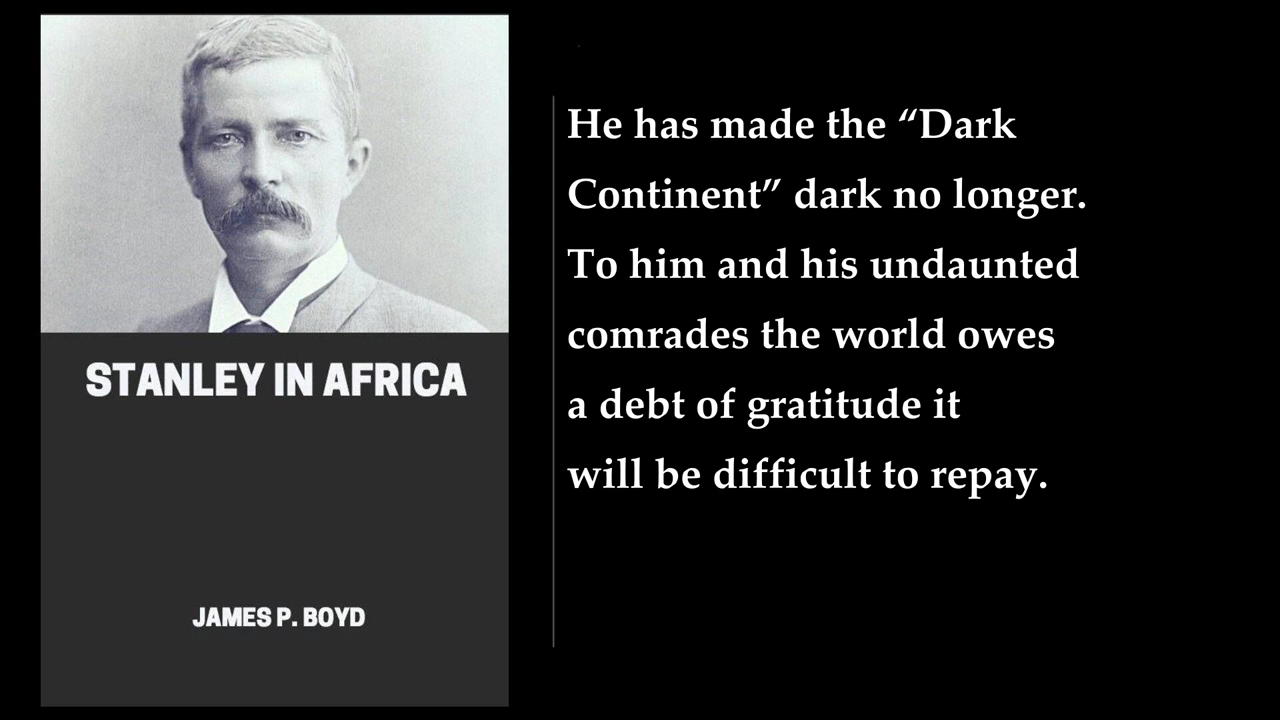 STANLEY IN AFRICA
JAMES P. BOYD
He has made the “Dark
Continent” dark no longer.
To him and his undaunted
comrades the world owes
a debt of gratitude it
will be difficult to repay.